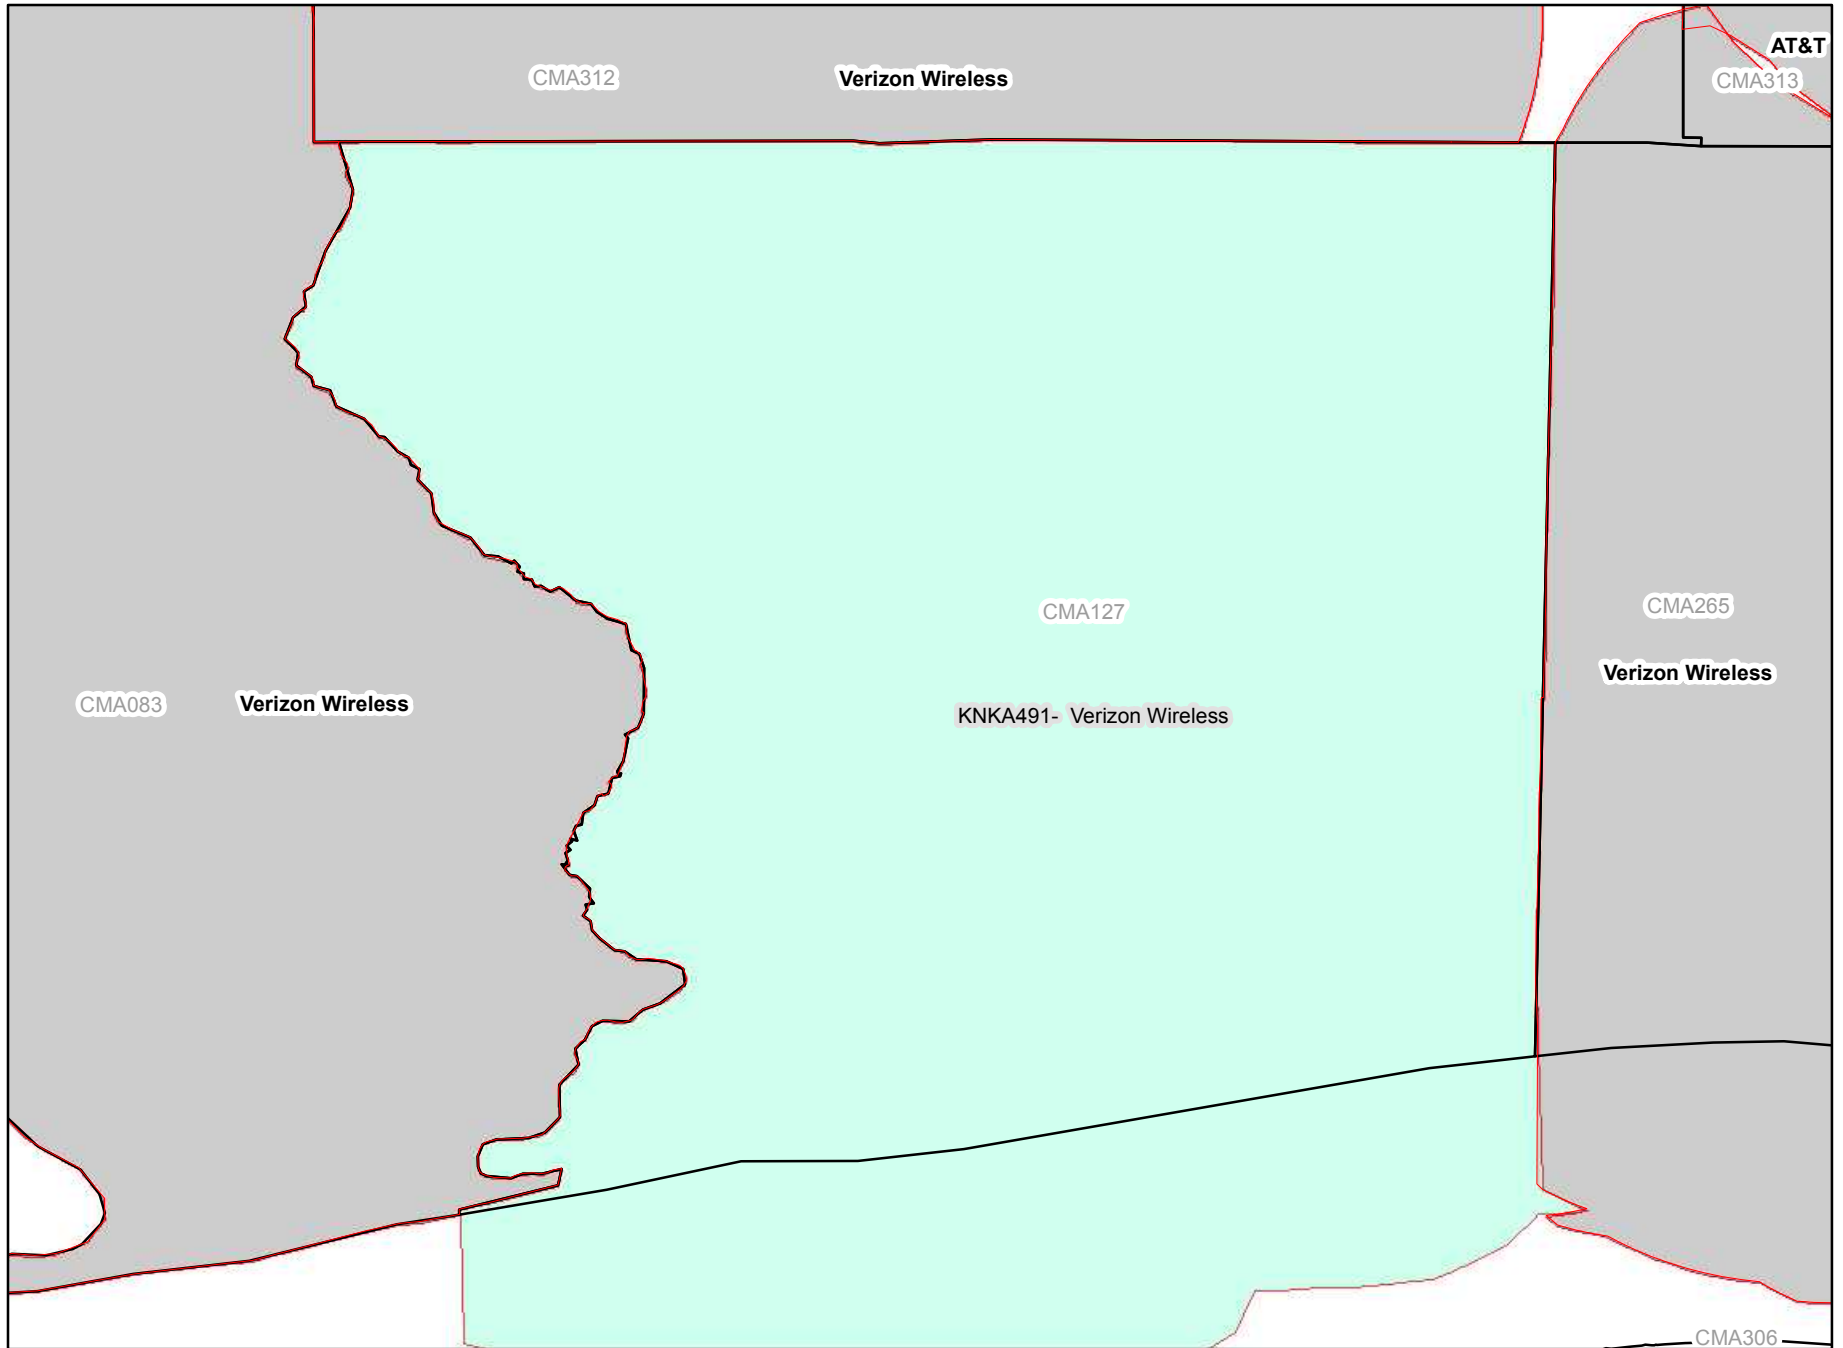 AT&T
CMA312 Verizon Wireless
CMA313
CMA127
CMA265
Verizon Wireless
CMA083 Verizon Wireless
KNKA491- Verizon Wireless
CMA306